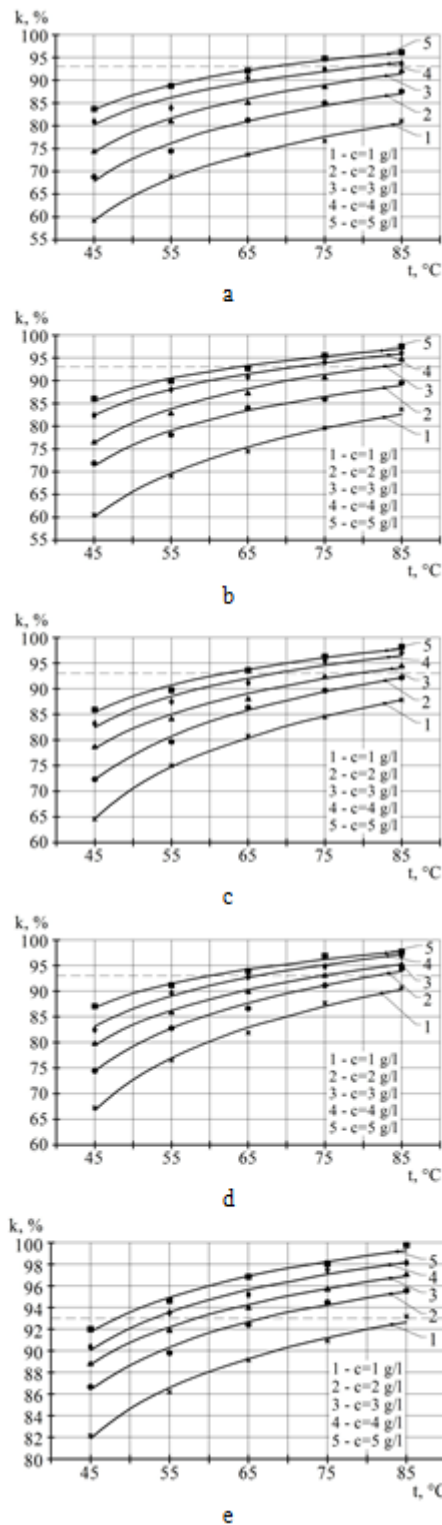 k, %
100
95
90
85
80
75
70
65
60
55
5
4
3
2
1
1 - c=1 g/l
2 - c=2 g/l
3 - c=3 g/l
4 - c=4 g/l
5 - c=5 g/l
45 55 65 75 85
t, °C
a
k, %
100
95
90
85
80
75
70
65
60
55
5
4
3
2
1
1 - c=1 g/l
2 - c=2 g/l
3 - c=3 g/l
4 - c=4 g/l
5 - c=5 g/l
45 55 65 75 85
t, °C
b
k, %
100
95
90
85
80
75
70
65
60
5
4
3
2
1
1 - c=1 g/l
2 - c=2 g/l
3 - c=3 g/l
4 - c=4 g/l
5 - c=5 g/l
45 55 65 75 85
t, °C
c
k, %
100
95
90
85
80
75
70
65
60
5
4
3
2
1
1 - c=1 g/l
2 - c=2 g/l
3 - c=3 g/l
4 - c=4 g/l
5 - c=5 g/l
45 55 65 75 85
t, °C
d
k, %
100
98
96
94
92
90
88
86
84
82
80
5
4
3
2
1
1 - c=1 g/l
2 - c=2 g/l
3 - c=3 g/l
4 - c=4 g/l
5 - c=5 g/l
45 55 65 75 85
t, °C
e